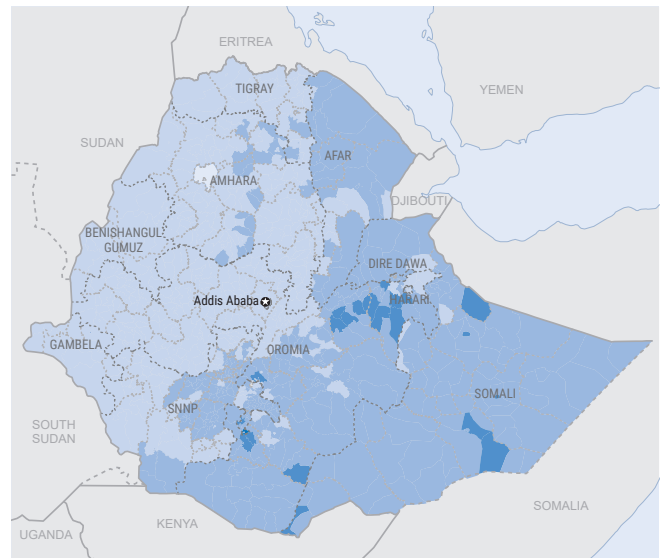 ERITREA
TIGRAY
YEMEN
SUDAN
AFAR
AMHARA
DJIBOUTI
BENISHANGUL
GUMUZ
DIRE DAWA
Addis Ababa
HARARI
GAMBELA
OROMIA
SOMALI
SNNP
SOUTH
SUDAN
SOMALIA
KENYA
UGANDA